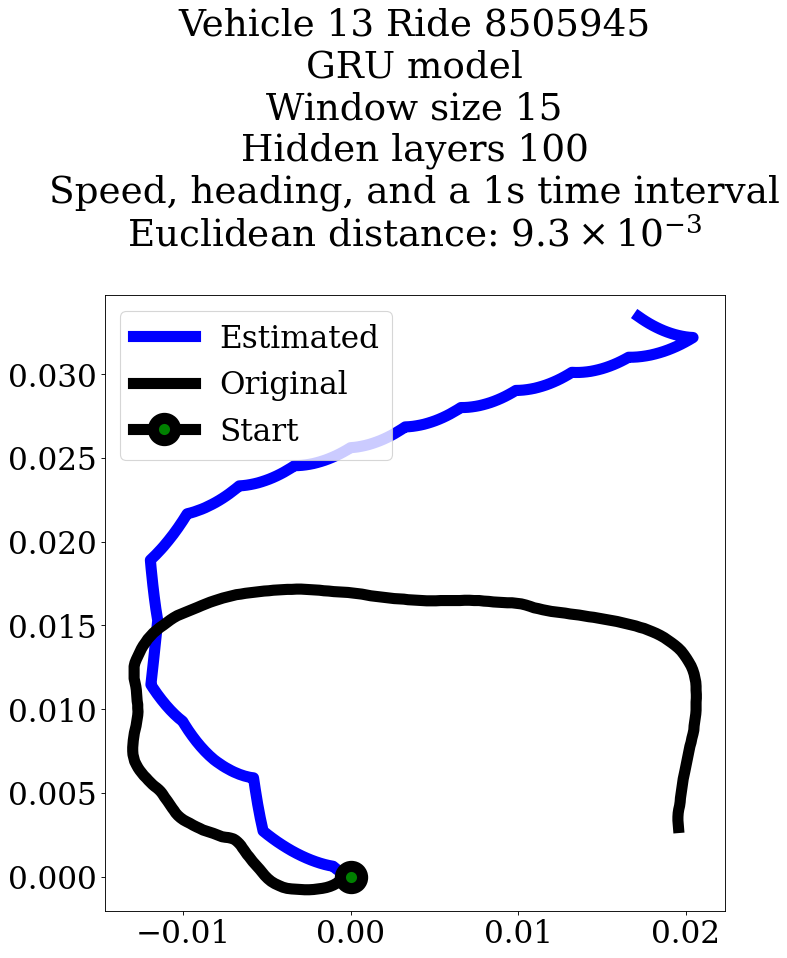 Vehicle 13 Ride 8505945
GRU model
Window size 15
Hidden layers 100
Speed, heading, and a 1s time interval
Euclidean distance: 9.3 × 10⁻³
Estimated
Original
Start
0.030
0.025
0.020
0.015
0.010
0.005
0.000
−0.01 0.00 0.01 0.02